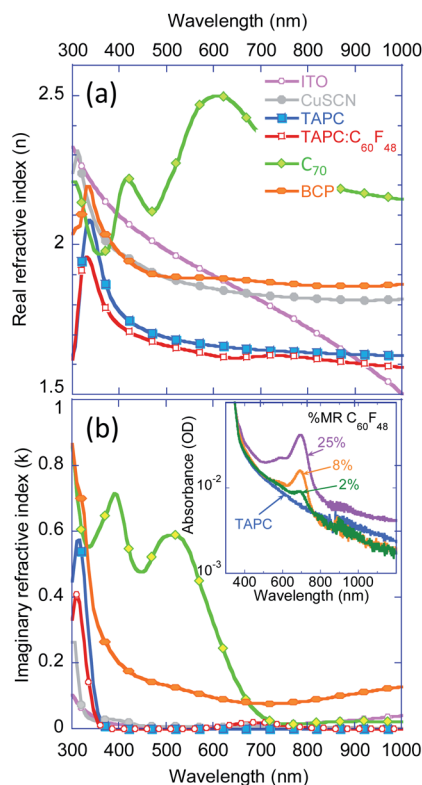 Wavelength (nm)
300 400 500 600 700 800 900 1000
(a)
ITO
CuSCN
TAPC
TAPC:C60F48
C70
BCP
Real refractive index (n)
2.5
2
1.9
1.5
(b)
Imaginary refractive index (k)
1
0.8
0.6
0.4
0.2
0
%MR C60F48
25%
8%
2%
TAPC
Absorbance (OD)
10-2
10-3
400 600 800 1000
Wavelength (nm)
300 400 500 600 700 800 900 1000
Wavelength (nm)